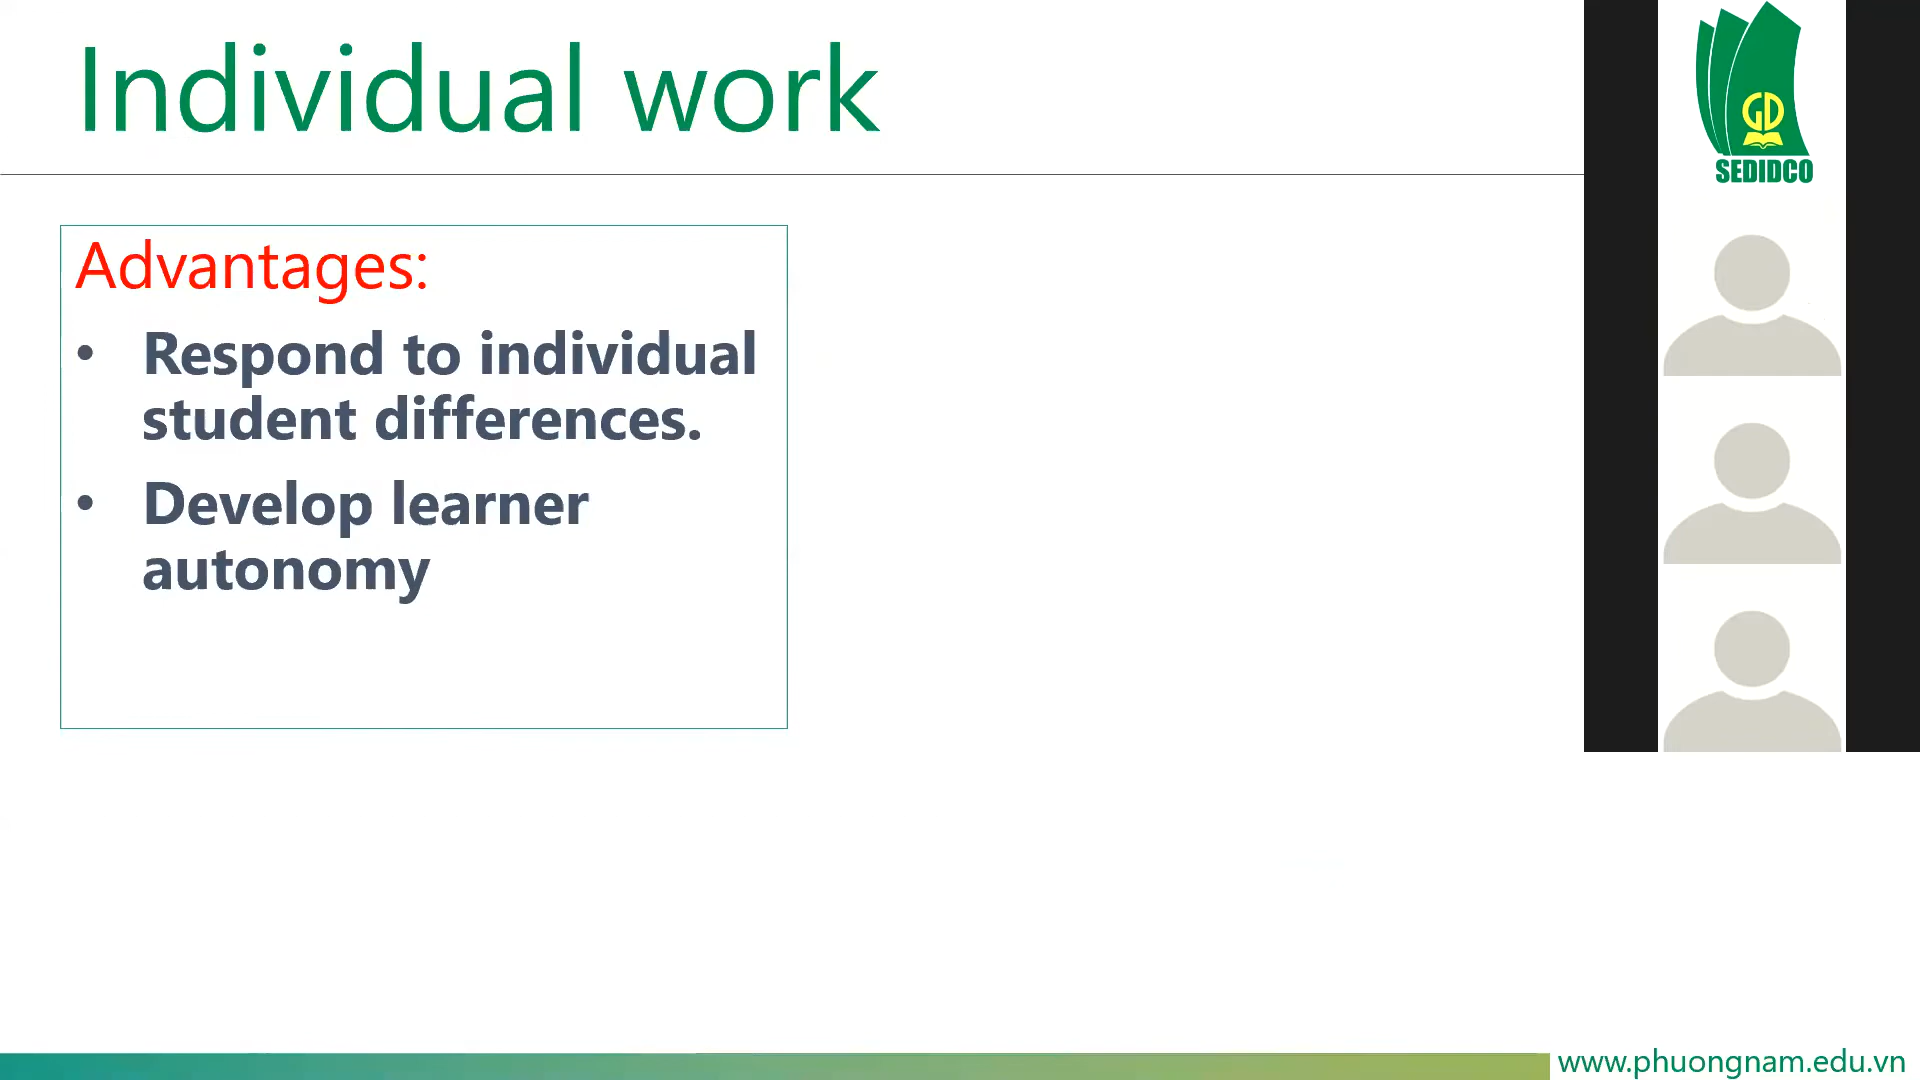 Individual work
GD
SEDIDCO
Advantages:
• Respond to individual
student differences.
• Develop learner
autonomy
www.phuongnam.edu.vn